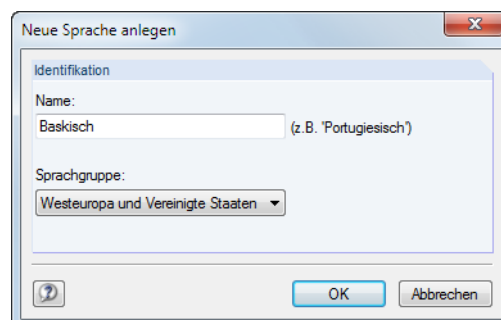 Neue Sprache anlegen
Identifikation
Name:
Baskisch (z.B. "Portugiesisch")
Sprachgruppe:
Westeuropa und Vereinigte Staaten
OK Abbrechen